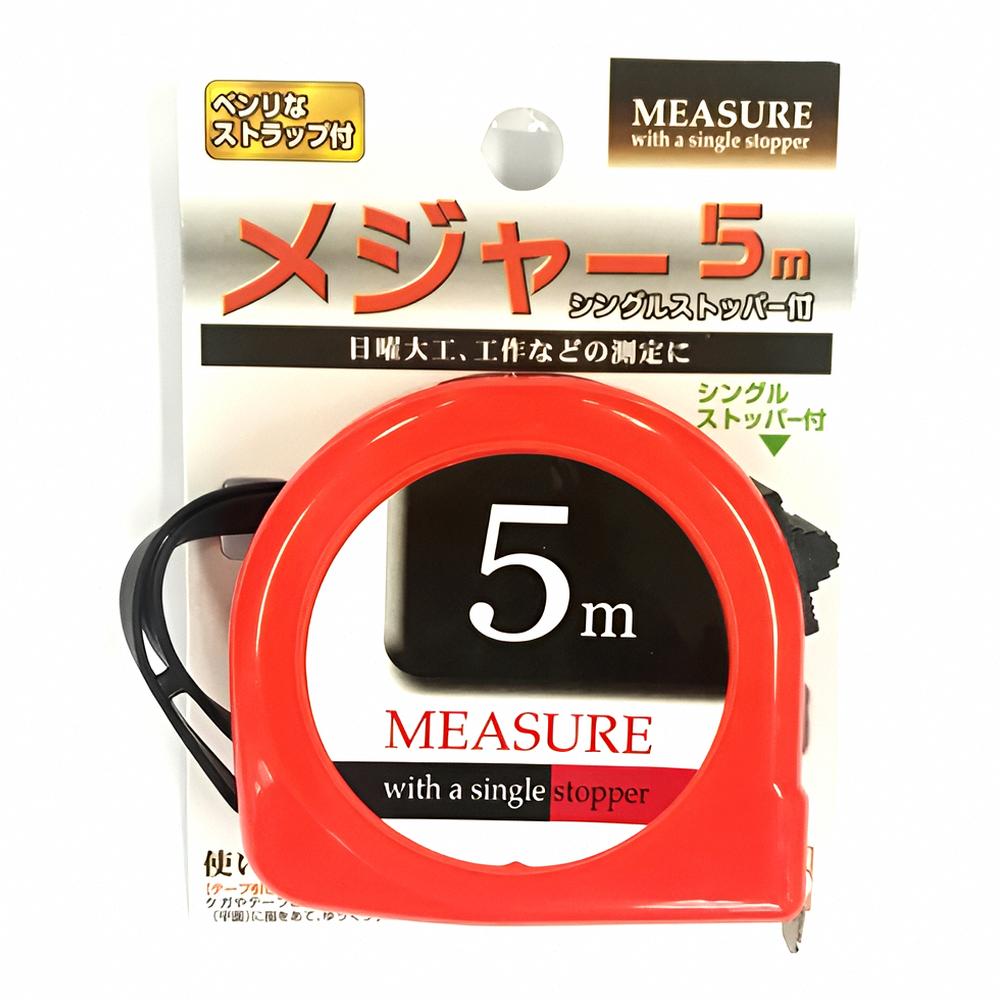 ベンリな
ストラップ付
MEASURE
with a single stopper
メジャー5m
シングルストッパー付
日曜大工、工作などの測定に
シングル
ストッパー付
5m
MEASURE
with a single stopper
使い